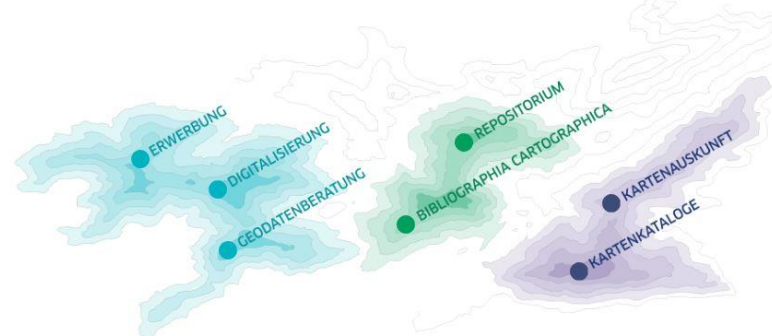 ERWERBUNG
DIGITALISIERUNG
GEODATENBERATUNG
REPOSITORIUM
BIBLIOGRAPHIA CARTOGRAPHICA
KARTENAUSKUNFT
KARTENKATALOGE